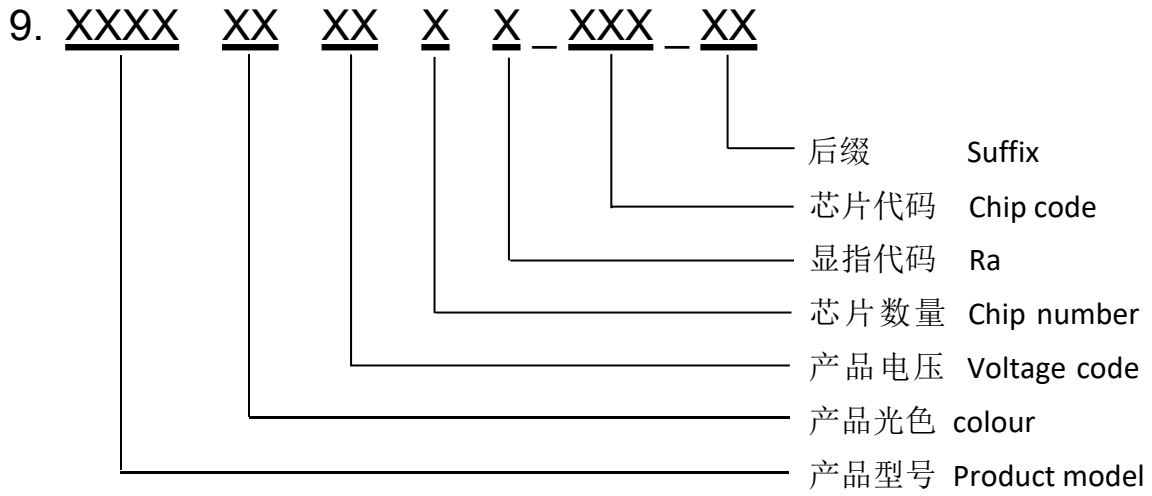 9. XXXX XX XX X X _ XXX _ XX
后缀 Suffix
芯片代码 Chip code
显指代码 Ra
芯片数量 Chip number
产品电压 Voltage code
产品光色 colour
产品型号 Product model